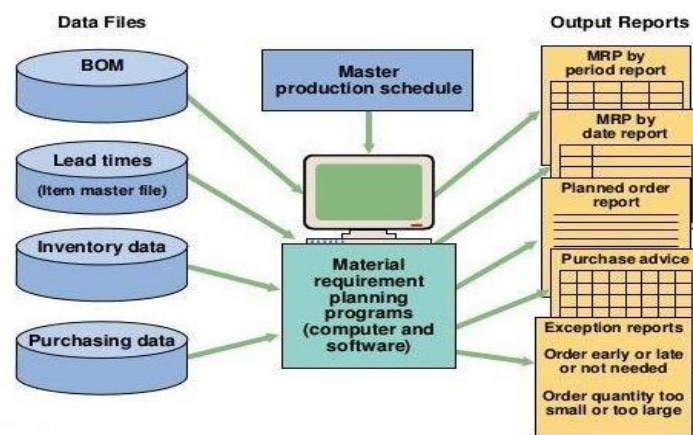 Data Files
Output Reports
BOM
Lead times
(Item master file)
Inventory data
Purchasing data
Master
production schedule
Material
requirement
planning
programs
(computer and
software)
MRP by
period report
MRP by
date report
Planned order
report
Purchase advice
Exception reports
Order early or late
or not needed
Order quantity too
small or too large